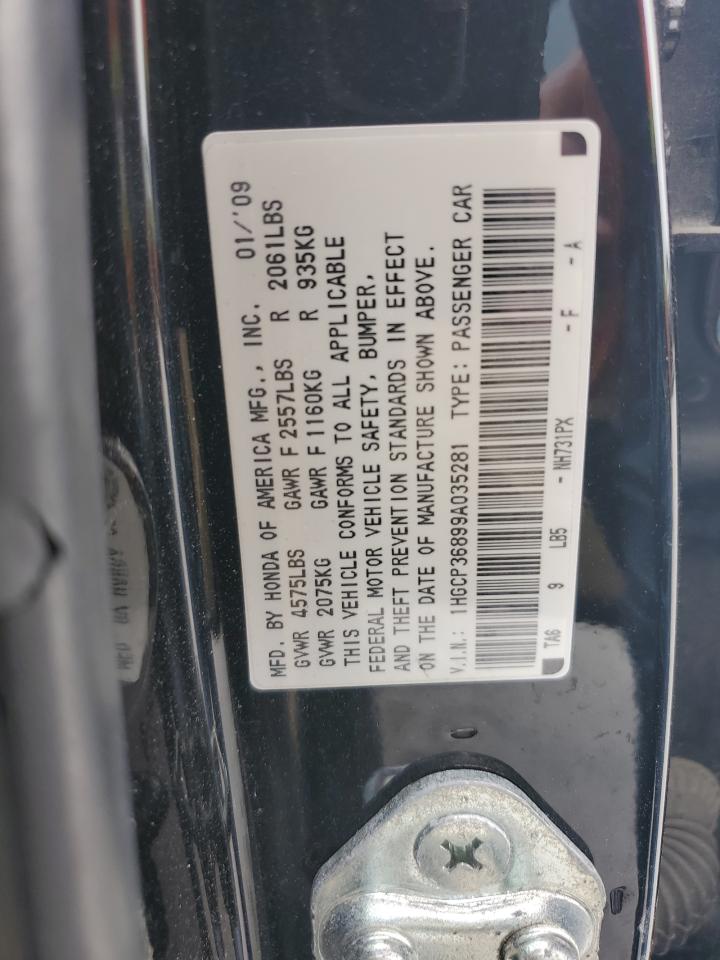 MFD. BY HONDA OF AMERICA MFG., INC. 01/'09
GVWR 4575LBS GAWR F 2557LBS R 2061LBS
GVWR 2075KG GAWR F 1160KG R 935KG
THIS VEHICLE CONFORMS TO ALL APPLICABLE
FEDERAL MOTOR VEHICLE SAFETY, BUMPER,
AND THEFT PREVENTION STANDARDS IN EFFECT
ON THE DATE OF MANUFACTURE SHOWN ABOVE.
V.I.N.: 1HGCP36899A035281 TYPE: PASSENGER CAR
TA6 9 LB5 - NH731PX - F - A